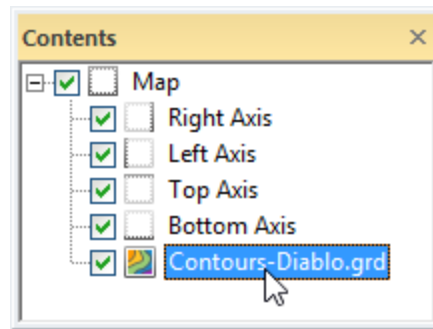 Contents
Map
Right Axis
Left Axis
Top Axis
Bottom Axis
Contours-Diablo.grd